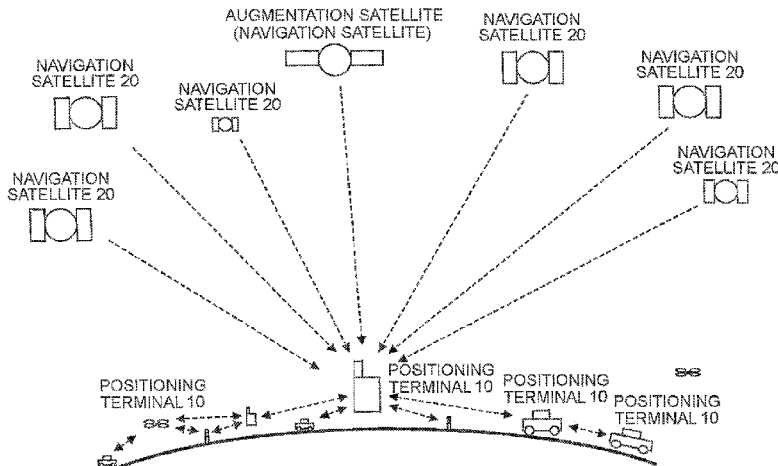 AUGMENTATION SATELLITE
(NAVIGATION SATELLITE)
NAVIGATION
SATELLITE 20
NAVIGATION
SATELLITE 20
NAVIGATION
SATELLITE 20
NAVIGATION
SATELLITE 20
NAVIGATION
SATELLITE 20
NAVIGATION
SATELLITE 20
POSITIONING
TERMINAL 10
POSITIONING
TERMINAL 10
POSITIONING
TERMINAL 10
POSITIONING
TERMINAL 10